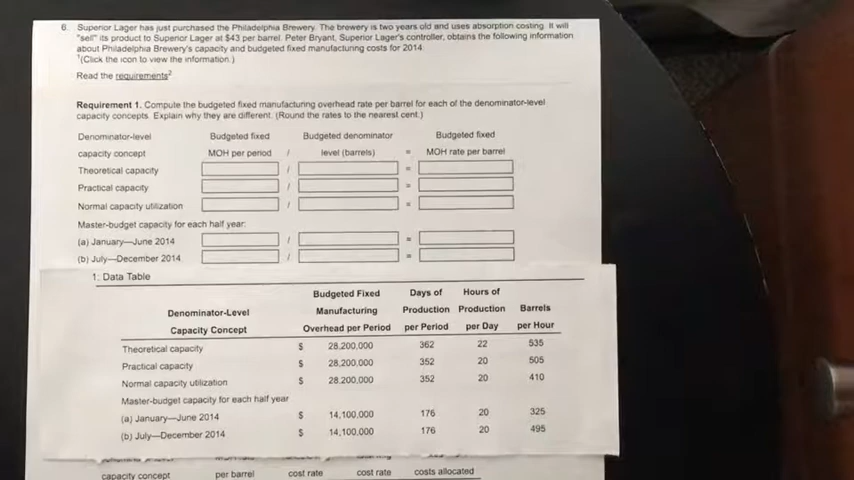 6. Superior Lager has just purchased the Philadelphia Brewery. The brewery is two years old and uses absorption costing. It will
"sell" its product to Superior Lager at $43 per barrel. Peter Bryant, Superior Lager's controller, obtains the following information
about Philadelphia Brewery's capacity and budgeted fixed manufacturing costs for 2014.
1(Click the icon to view the information.)
Read the requirements2
Requirement 1. Compute the budgeted fixed manufacturing overhead rate per barrel for each of the denominator-level
capacity concepts. Explain why they are different. (Round the rates to the nearest cent.)
Denominator-level Budgeted fixed Budgeted denominator Budgeted fixed
capacity concept MOH per period / level (barrels) = MOH rate per barrel
Theoretical capacity / =
Practical capacity / =
Normal capacity utilization / =
Master-budget capacity for each half year:
(a) January—June 2014 / =
(b) July—December 2014 / =
1: Data Table
Budgeted Fixed Days of Hours of
Denominator-Level Manufacturing Production Production Barrels
Capacity Concept Overhead per Period per Period per Day per Hour
Theoretical capacity $ 28,200,000 362 22 535
Practical capacity $ 28,200,000 352 20 505
Normal capacity utilization $ 28,200,000 352 20 410
Master-budget capacity for each half year
(a) January—June 2014 $ 14,100,000 176 20 325
(b) July—December 2014 $ 14,100,000 176 20 495
capacity concept per barrel cost rate cost rate costs allocated